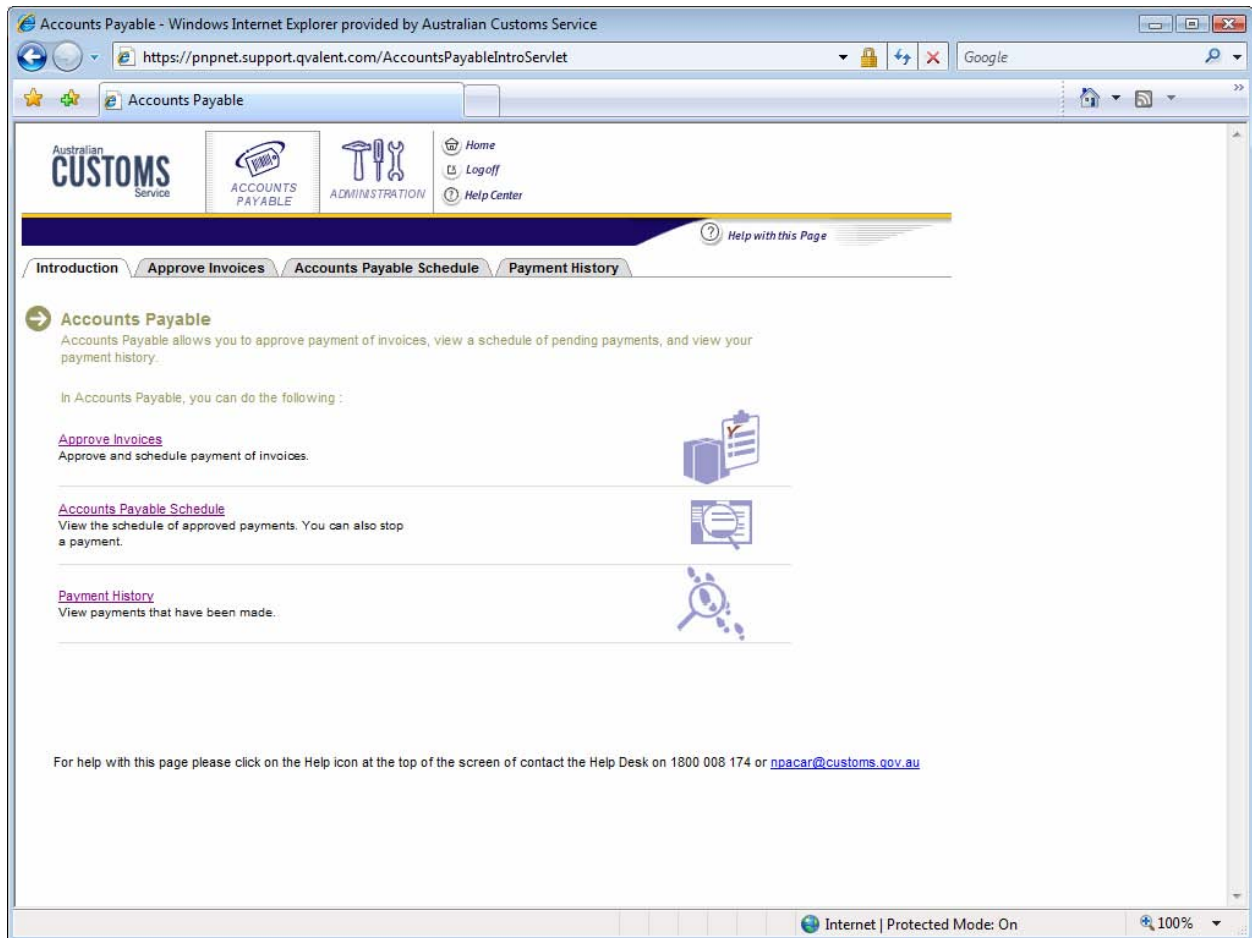 Accounts Payable - Windows Internet Explorer provided by Australian Customs Service
https://pnpnet.support.qvalent.com/AccountsPayableIntroServlet
Google
Accounts Payable
Australian
CUSTOMS
Service
ACCOUNTS
PAYABLE
ADMINISTRATION
Home
Logoff
Help Center
Help with this Page
Introduction
Approve Invoices
Accounts Payable Schedule
Payment History
Accounts Payable
Accounts Payable allows you to approve payment of invoices, view a schedule of pending payments, and view your
payment history.
In Accounts Payable, you can do the following :
Approve Invoices
Approve and schedule payment of invoices.
Accounts Payable Schedule
View the schedule of approved payments. You can also stop
a payment.
Payment History
View payments that have been made.
For help with this page please click on the Help icon at the top of the screen of contact the Help Desk on 1800 008 174 or npacar@customs.gov.au
Internet | Protected Mode: On
100%